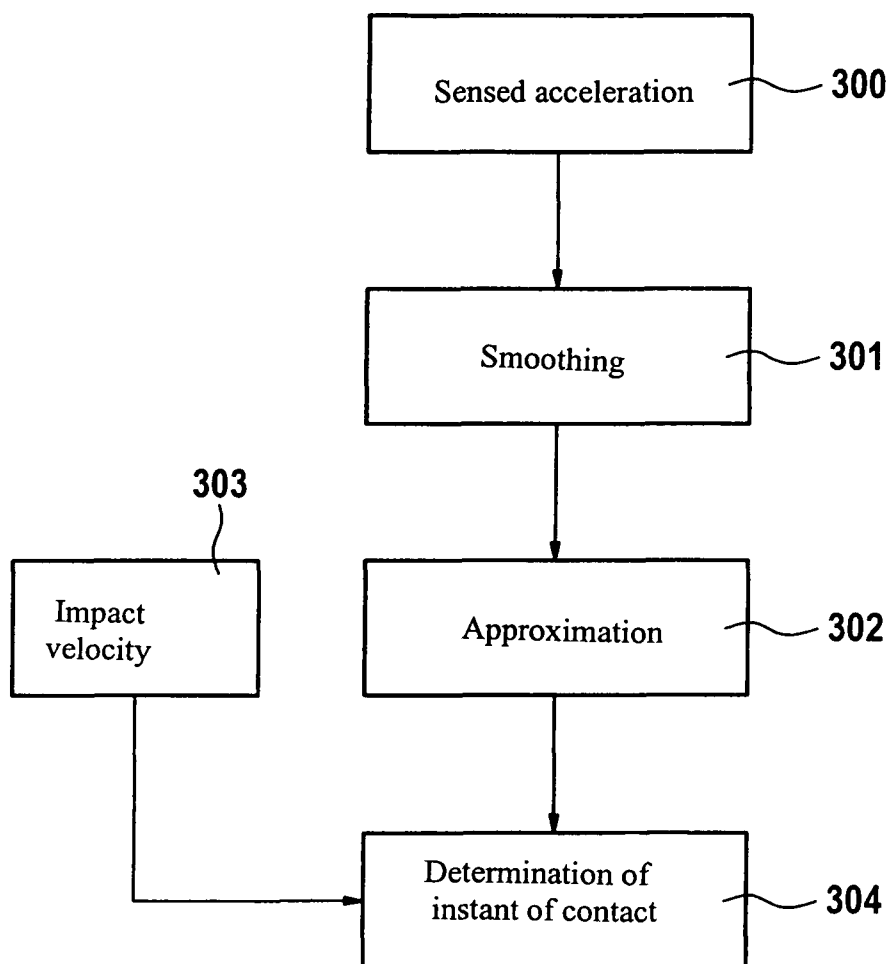 Sensed acceleration
300
Smoothing
301
303
Impact
velocity
Approximation
302
Determination of
instant of contact
304